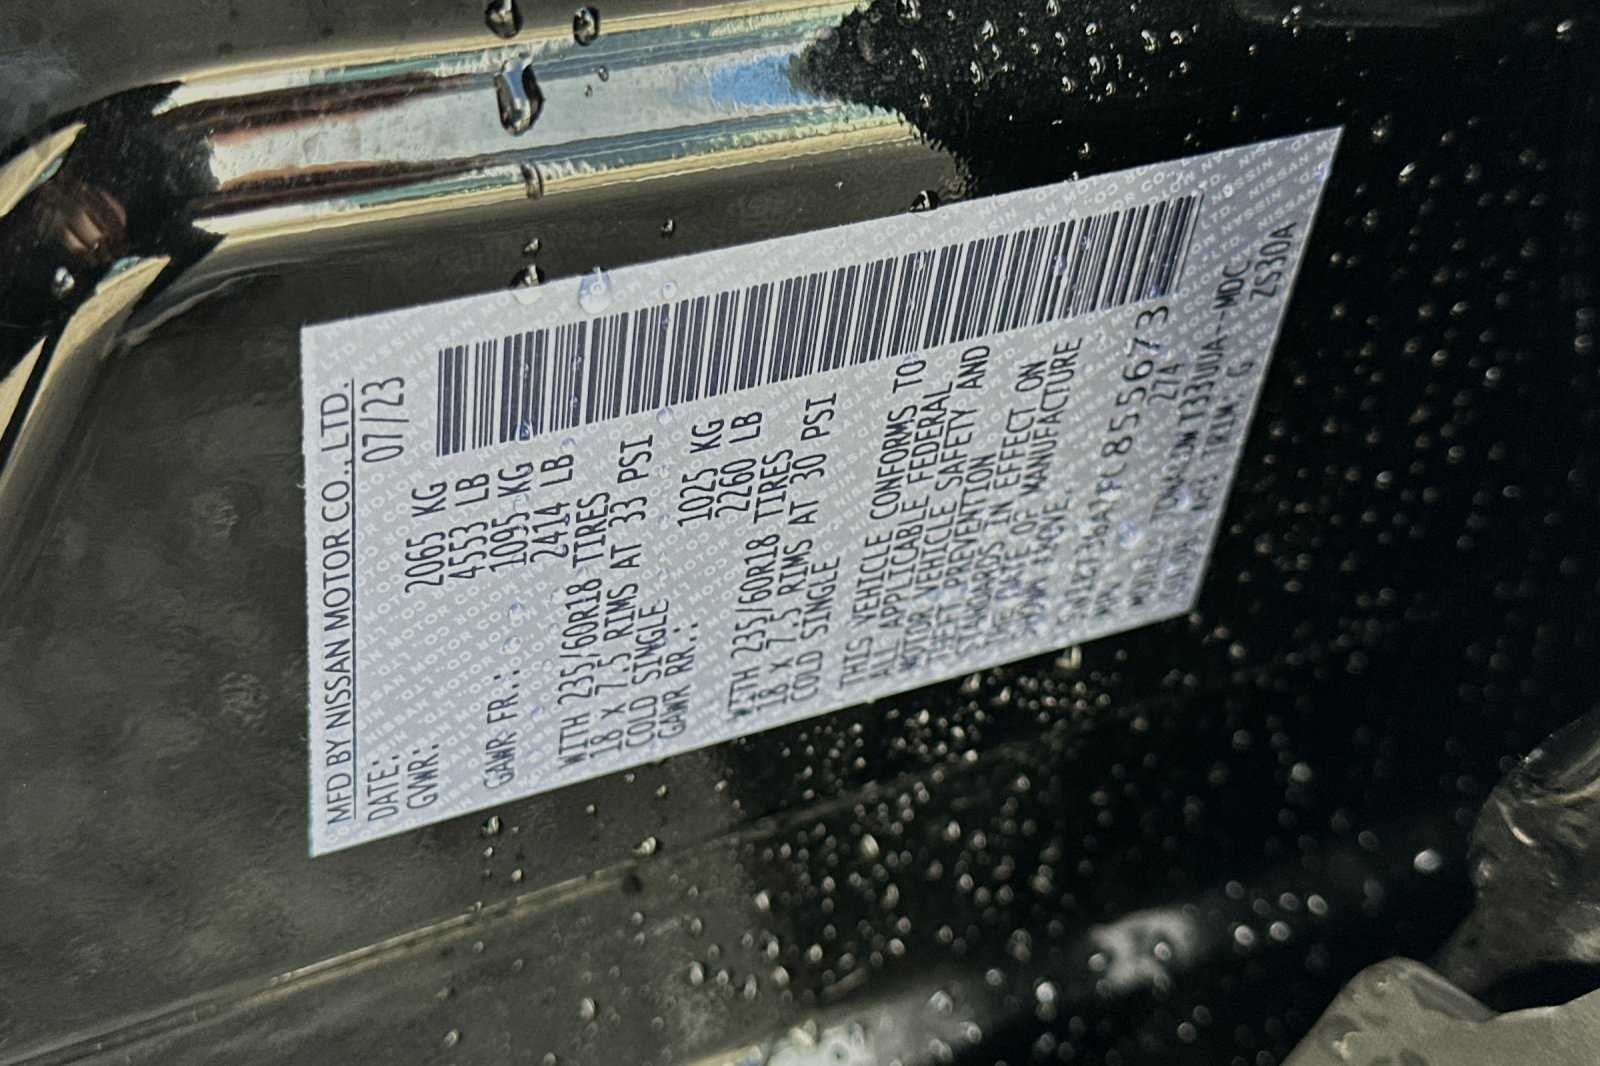 MFD BY NISSAN MOTOR CO., LTD.
DATE: 07/23
GVWR: 2065 KG
4553 LB
GAWR FR.: 1095 KG
2414 LB
WITH 235/60R18 TIRES
18 X 7.5 RIMS AT 33 PSI
COLD SINGLE
GAWR RR.: 1025 KG
2260 LB
WITH 235/60R18 TIRES
18 X 7.5 RIMS AT 30 PSI
COLD SINGLE
THIS VEHICLE CONFORMS TO
ALL APPLICABLE FEDERAL
MOTOR VEHICLE SAFETY AND
THEFT PREVENTION
STANDARDS IN EFFECT ON
THE DATE OF MANUFACTURE
SHOWN ABOVE.
274
ZS30A